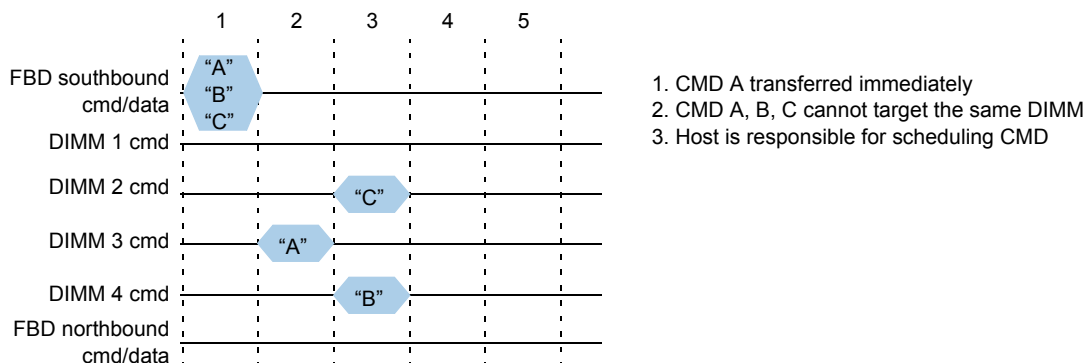 1 2 3 4 5
FBD southbound
cmd/data
“A”
“B”
“C”
DIMM 1 cmd
DIMM 2 cmd
“C”
DIMM 3 cmd
“A”
DIMM 4 cmd
“B”
FBD northbound
cmd/data
1. CMD A transferred immediately
2. CMD A, B, C cannot target the same DIMM
3. Host is responsible for scheduling CMD